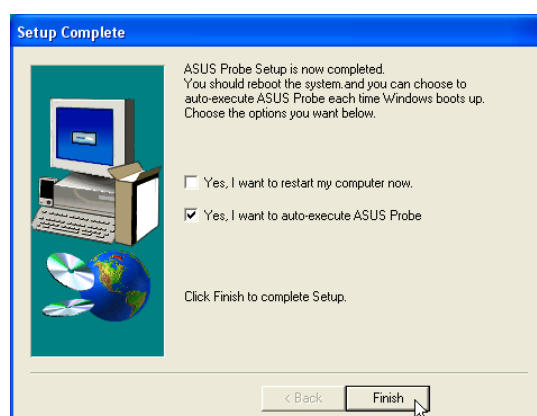 Setup Complete
ASUS Probe Setup is now completed.
You should reboot the system.and you can choose to
auto-execute ASUS Probe each time Windows boots up.
Choose the options you want below.
Yes, I want to restart my computer now.
Yes, I want to auto-execute ASUS Probe
Click Finish to complete Setup.
< Back
Finish